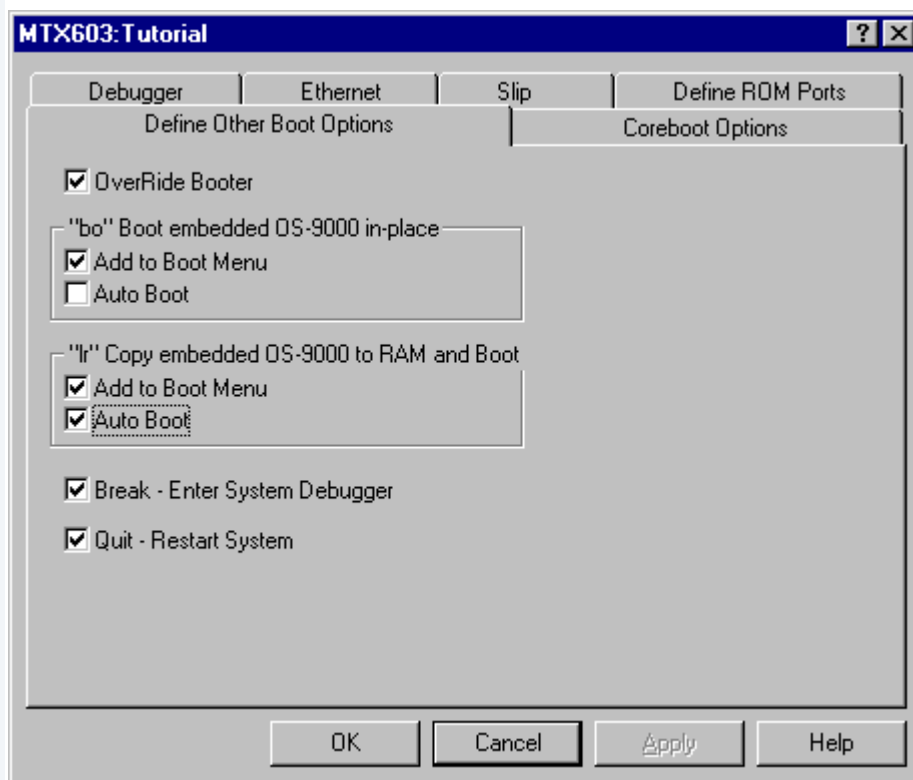 MTX603:Tutorial
Debugger Ethernet Slip Define ROM Ports
Define Other Boot Options Coreboot Options
OverRide Booter
"bo" Boot embedded OS-9000 in-place
Add to Boot Menu
Auto Boot
"lr" Copy embedded OS-9000 to RAM and Boot
Add to Boot Menu
Auto Boot
Break - Enter System Debugger
Quit - Restart System
OK Cancel Apply Help